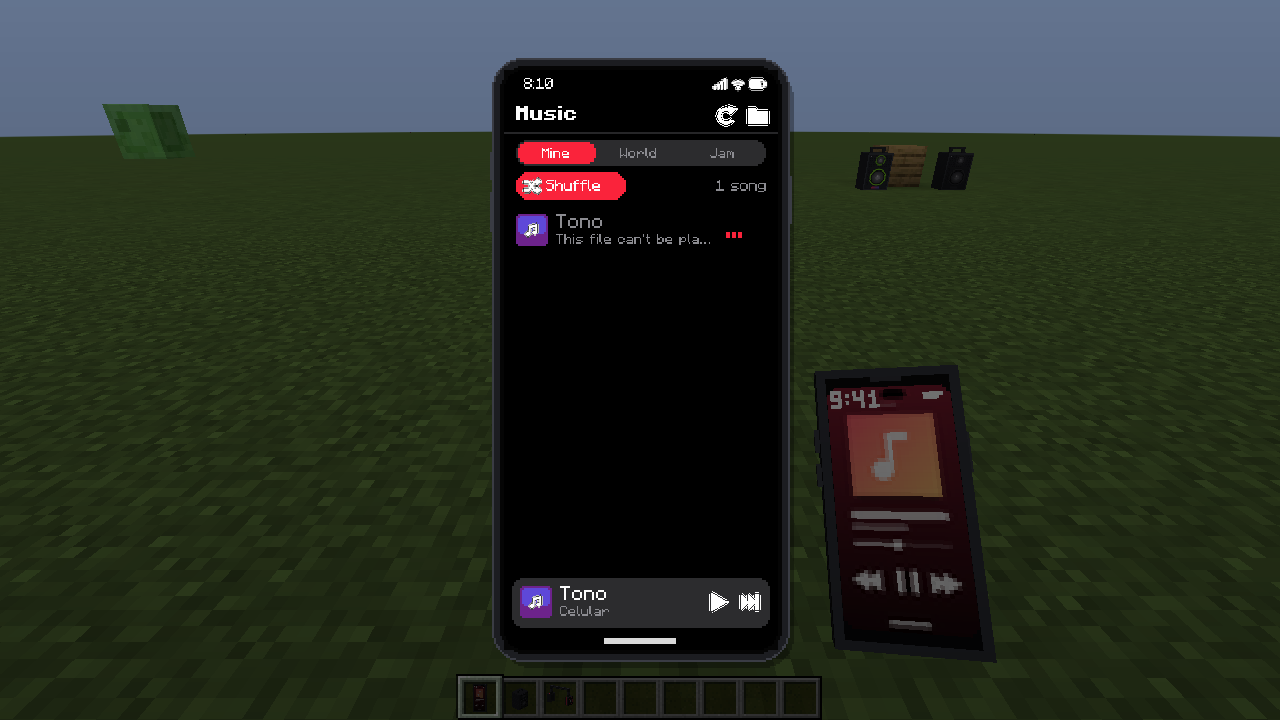 8:10
Music
Mine World Jam
Shuffle
1 song
Tono
This file can't be pla...
Tono
Celular
9:41